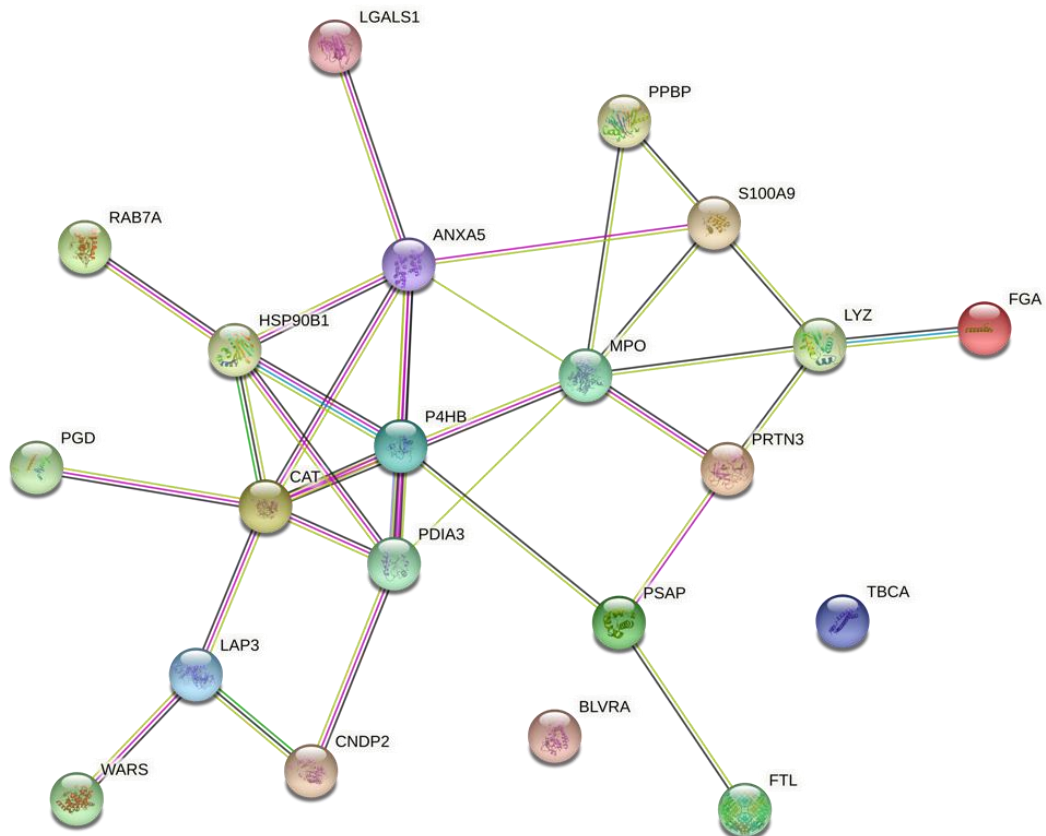 LGALS1
PPBP
S100A9
RAB7A
ANXA5
FGA
LYZ
HSP90B1
MPO
P4HB
PGD
PRTN3
CAT
PDIA3
PSAP
TBCA
LAP3
BLVRA
CNDP2
WARS
FTL